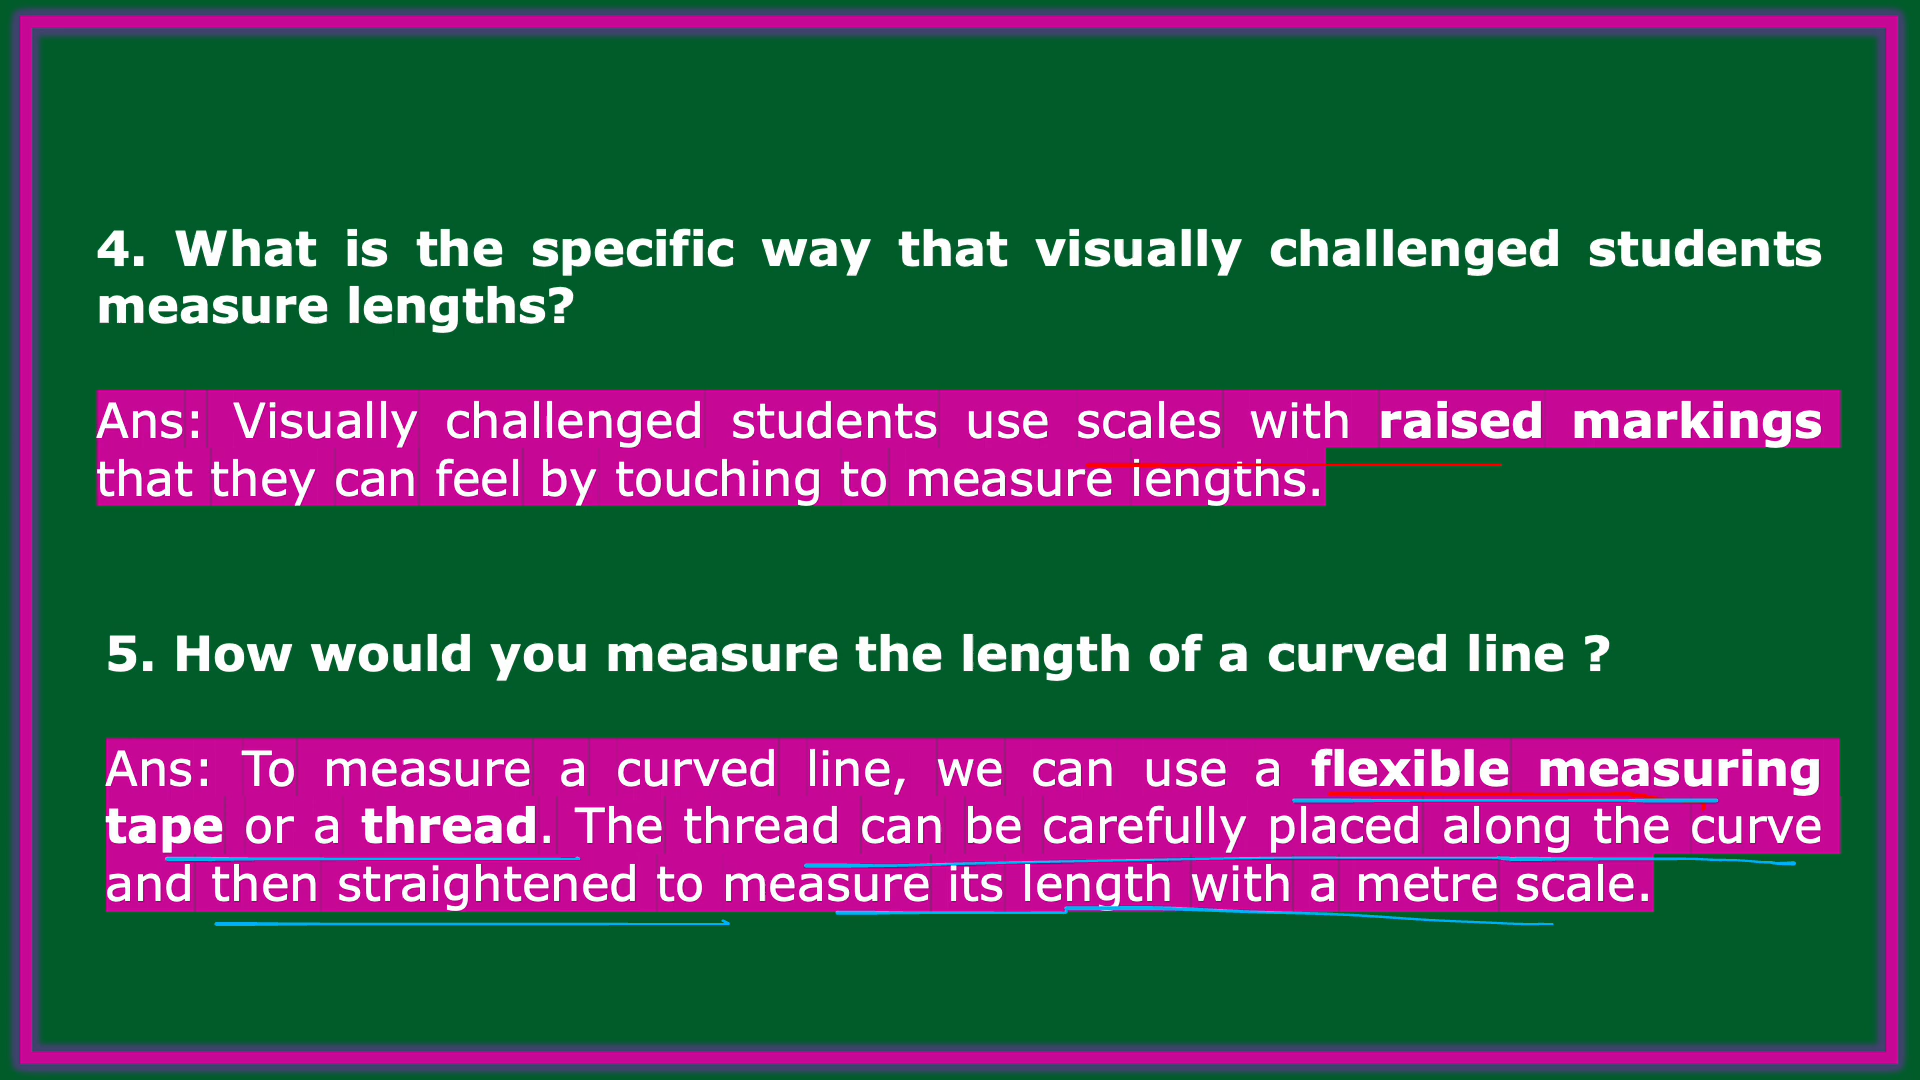 4. What is the specific way that visually challenged students
measure lengths?
Ans: Visually challenged students use scales with raised markings
that they can feel by touching to measure lengths.
5. How would you measure the length of a curved line ?
Ans: To measure a curved line, we can use a flexible measuring
tape or a thread. The thread can be carefully placed along the curve
and then straightened to measure its length with a metre scale.